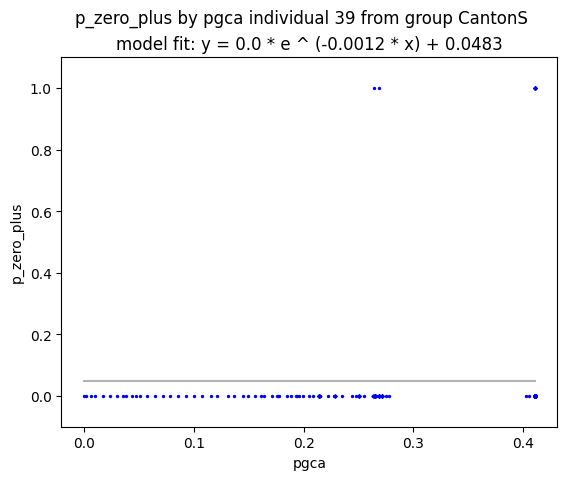 p_zero_plus by pgca individual 39 from group CantonS
model fit: y = 0.0 * e ^ (-0.0012 * x) + 0.0483
1.0
0.8
0.6
0.4
0.2
0.0
p_zero_plus
0.0 0.1 0.2 0.3 0.4
pgca